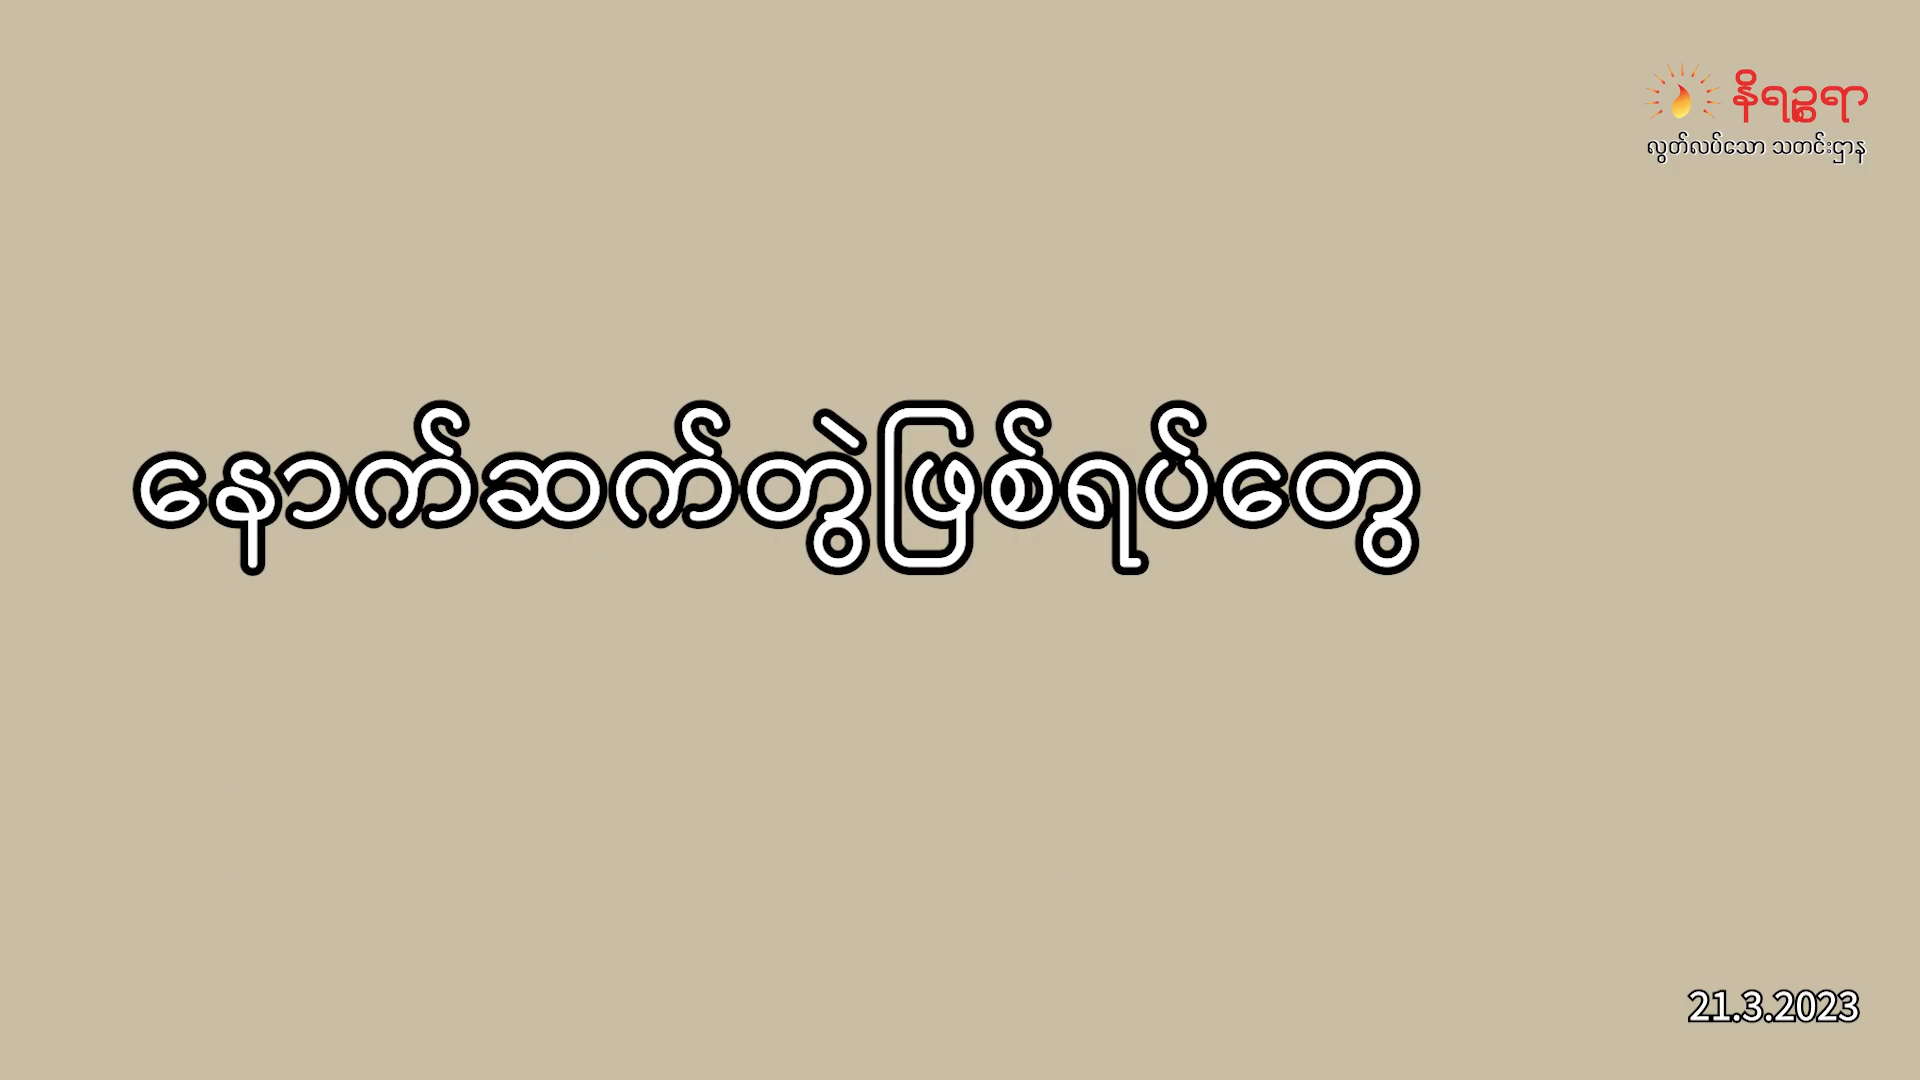 နိရဉ္စရာ
လွတ်လပ်သော သတင်းဌာန
နောက်ဆက်တွဲဖြစ်ရပ်တွေ
21.3.2023